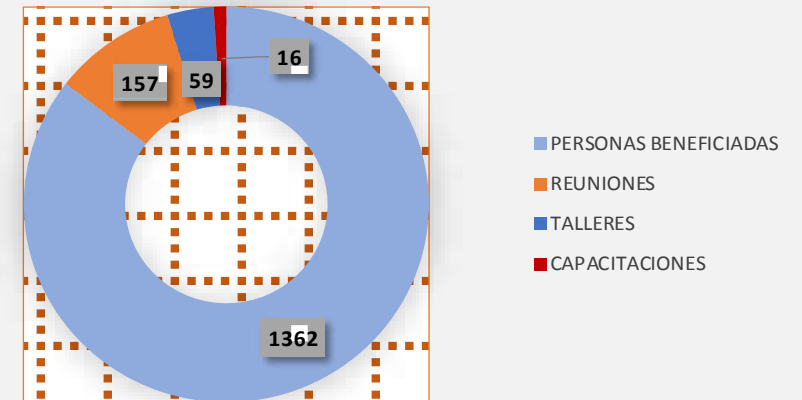 16
157
59
1362
PERSONAS BENEFICIADAS
REUNIONES
TALLERES
CAPACITACIONES